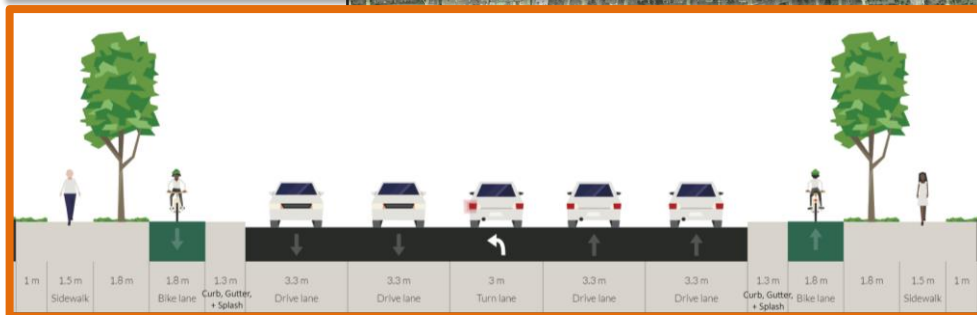 1 m 1.5 m 1.8 m 1.8 m 1.3 m 3.3 m 3.3 m 3 m 3.3 m 3.3 m 1.3 m 1.8 m 1.8 m 1.5 m 1 m
Sidewalk Bike lane Curb, Gutter, + Splash Drive lane Drive lane Turn lane Drive lane Drive lane Curb, Gutter, + Splash Bike lane Sidewalk